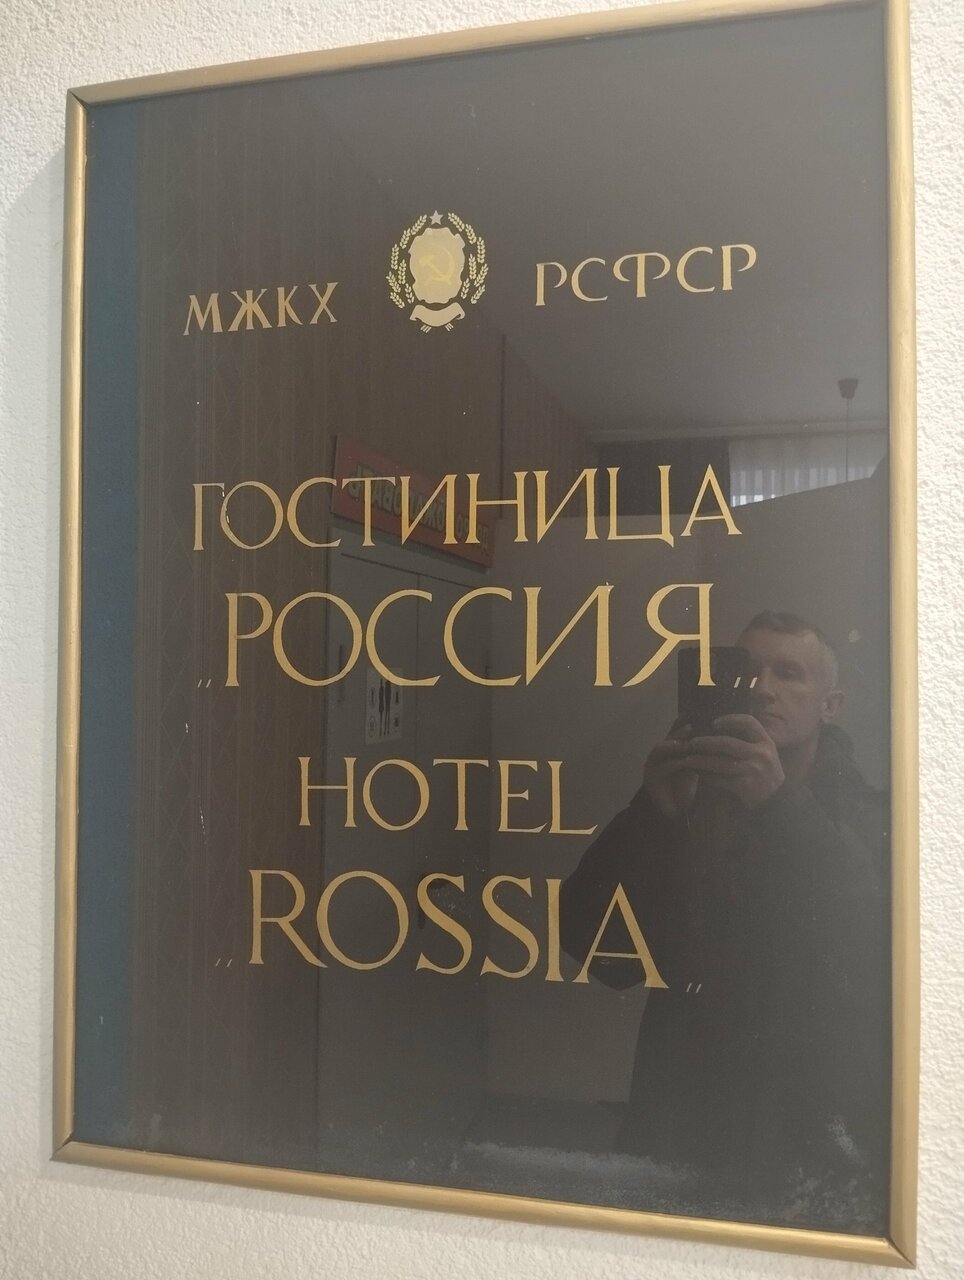 МЖКХ РСФСР
ГОСТИНИЦА
„РОССИЯ„
HOTEL
„ROSSIA„